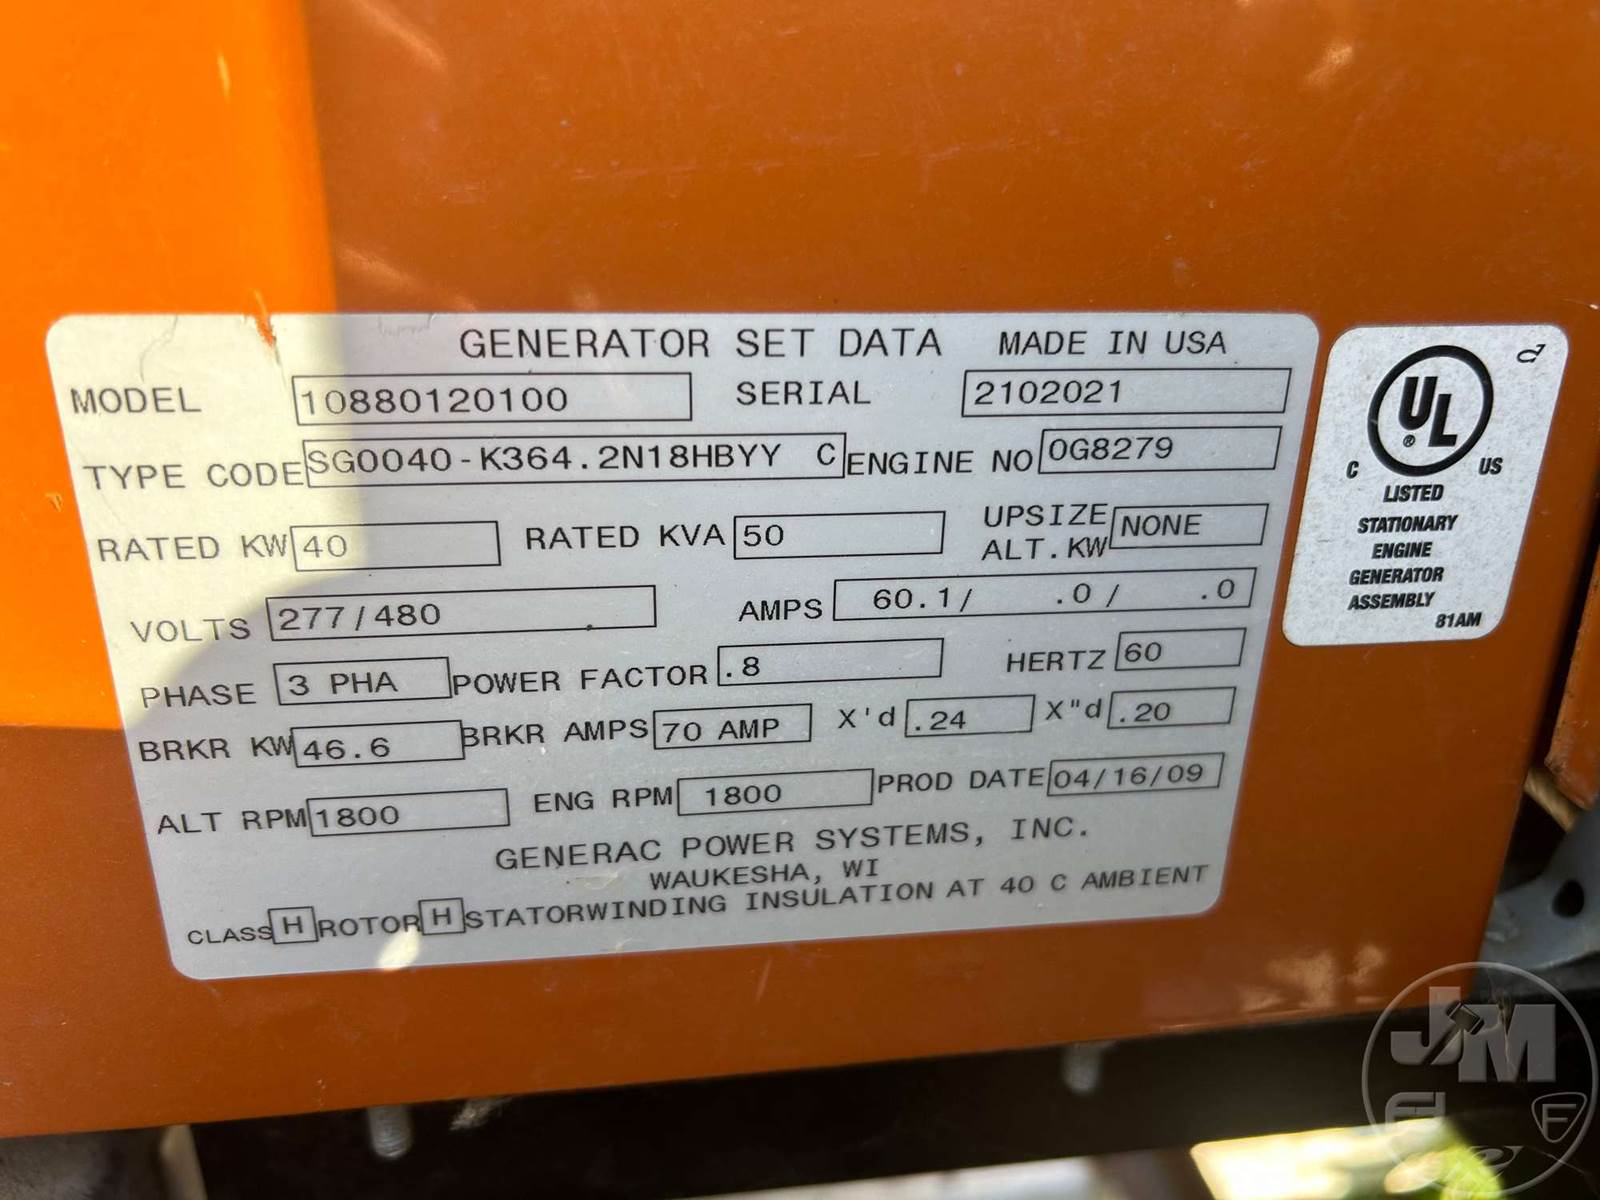 GENERATOR SET DATA MADE IN USA
MODEL 10880120100 SERIAL 2102021
TYPE CODE SG0040-K364.2N18HBYY C ENGINE NO 0G8279
RATED KW 40 RATED KVA 50 UPSIZE ALT.KW NONE
VOLTS 277/480 AMPS 60.1/ .0/ .0
PHASE 3 PHA POWER FACTOR .8 HERTZ 60
BRKR KW 46.6 BRKR AMPS 70 AMP X'd .24 X"d .20
ALT RPM 1800 ENG RPM 1800 PROD DATE 04/16/09
GENERAC POWER SYSTEMS, INC.
WAUKESHA, WI
CLASS H ROTOR H STATORWINDING INSULATION AT 40 C AMBIENT
UL ®
C US
LISTED
STATIONARY
ENGINE
GENERATOR
ASSEMBLY
81AM
JM